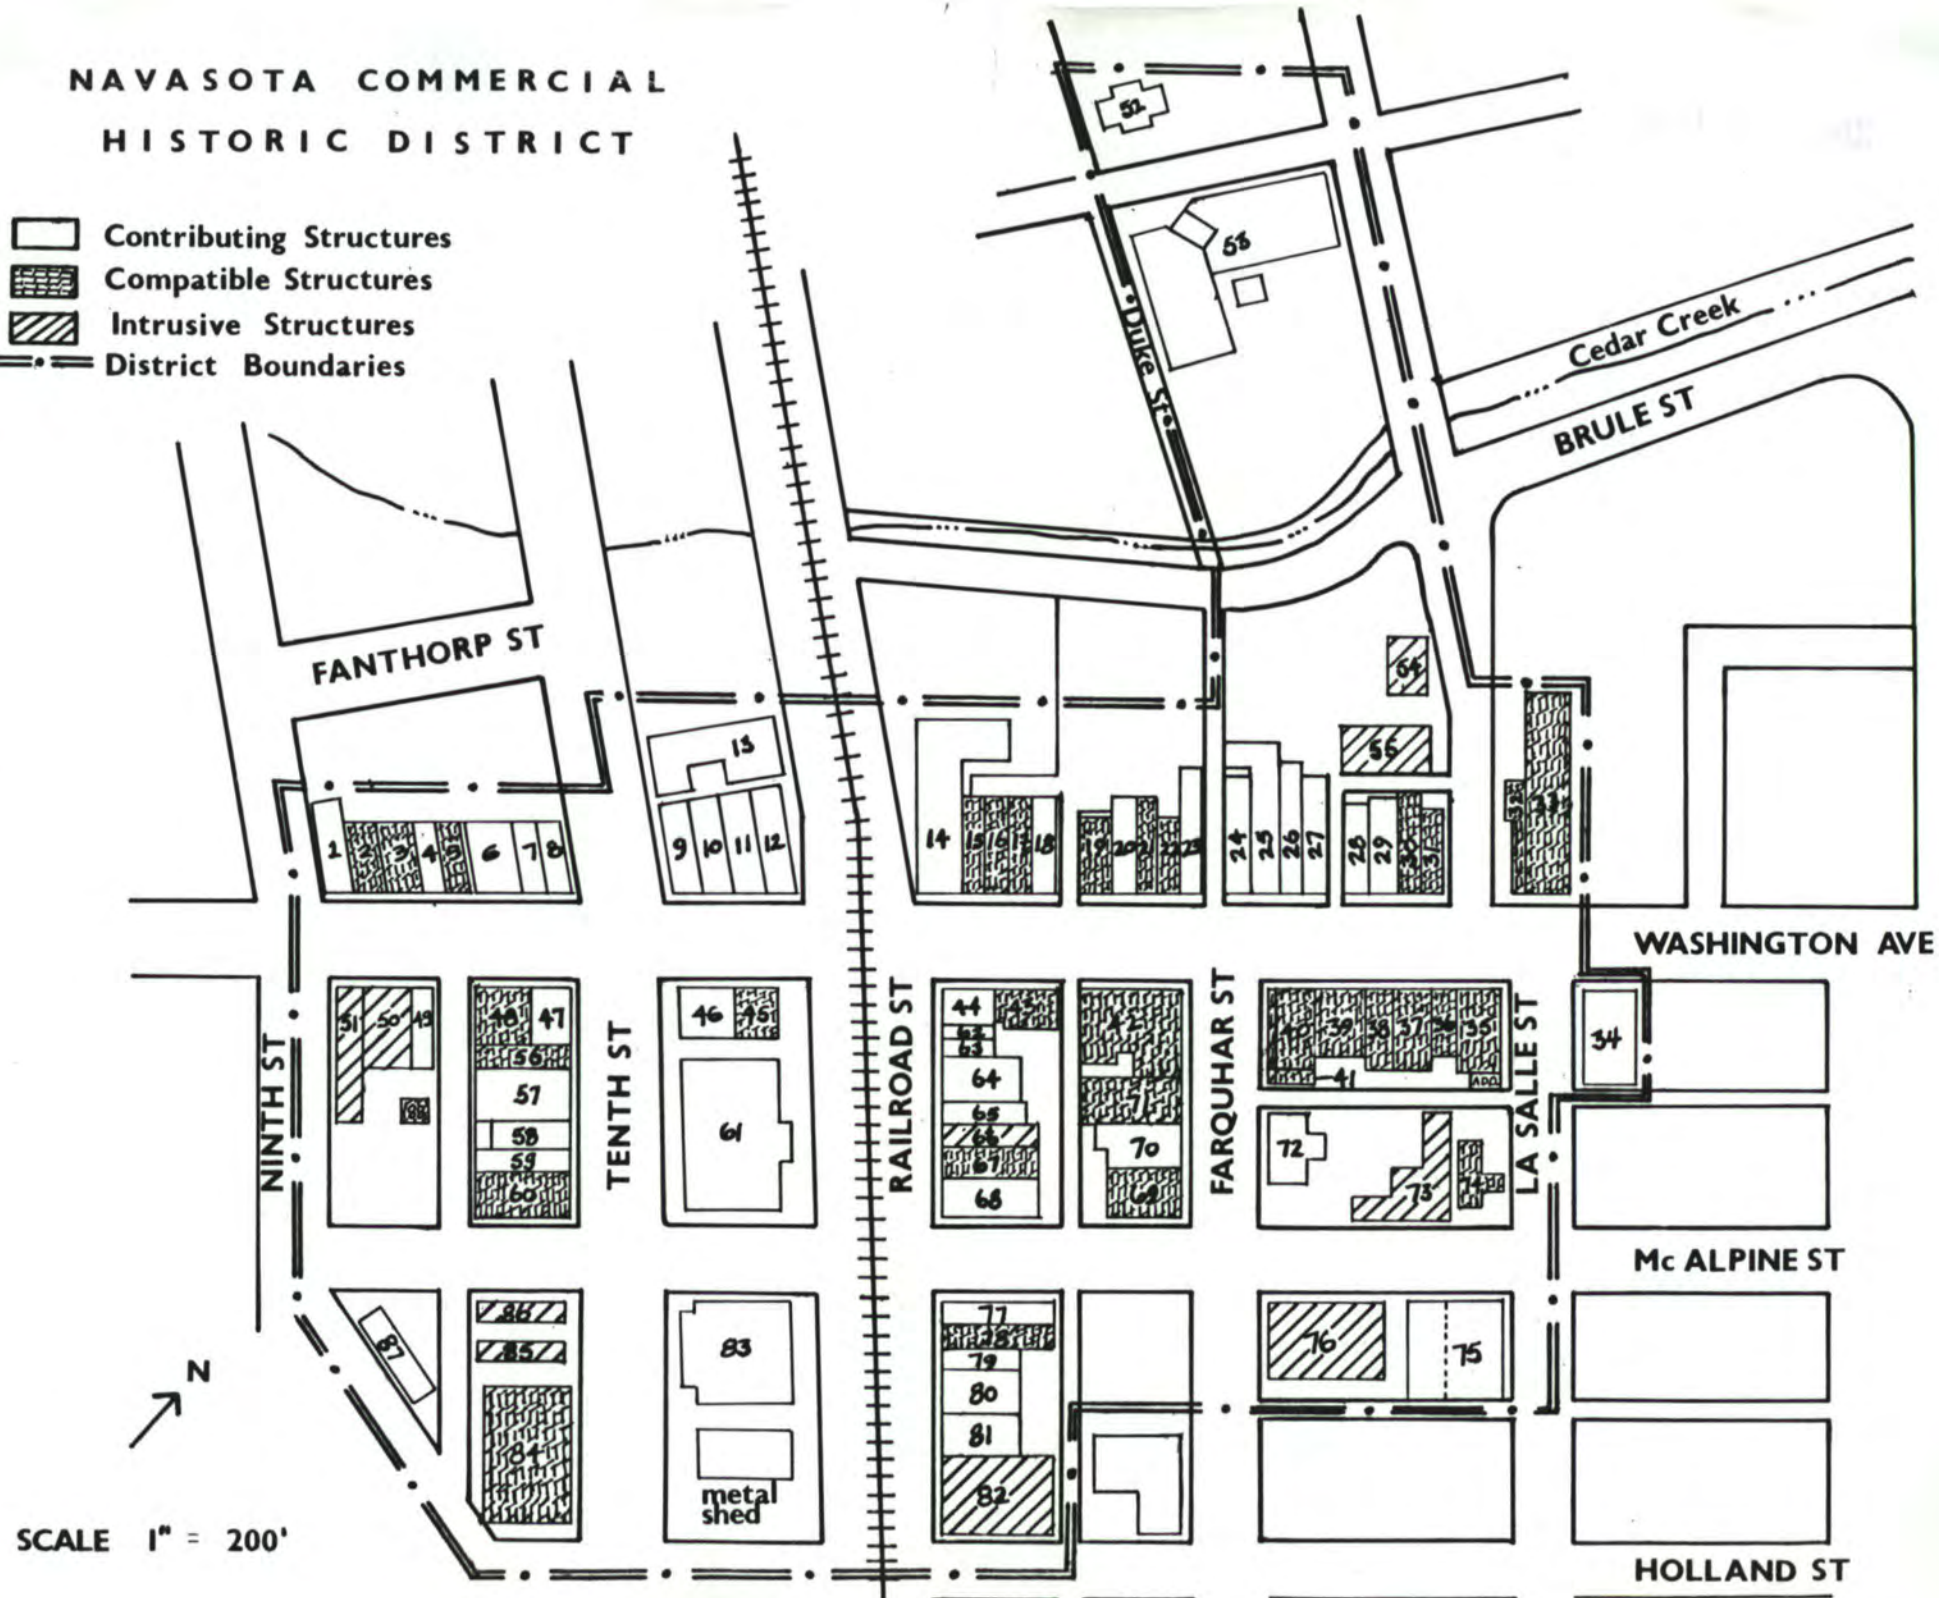 NAVASOTA COMMERCIAL
HISTORIC DISTRICT
Contributing Structures
Compatible Structures
Intrusive Structures
District Boundaries
52
53
Duke St.
Cedar Creek
BRULE ST
FANTHORP ST
54
55
13
1 2 3 4 5 6 7 8
9 10 11 12
14 15 16 17 18
19 20 21 22 23
24 25 26 27
28 29 30 31
32 33
WASHINGTON AVE
51 50 49
48 47
46 45
44 43
42
40 39 38 37 36 35
34
41
ADD.
NINTH ST
TENTH ST
RAILROAD ST
FARQUHAR ST
LA SALLE ST
88
56
57
58
59
60
61
62
63
64
65
66
67
68
71
70
69
72
73
74
Mc ALPINE ST
87
86
85
84
83
metal
shed
77
78
79
80
81
82
76
75
N
SCALE 1" = 200'
HOLLAND ST